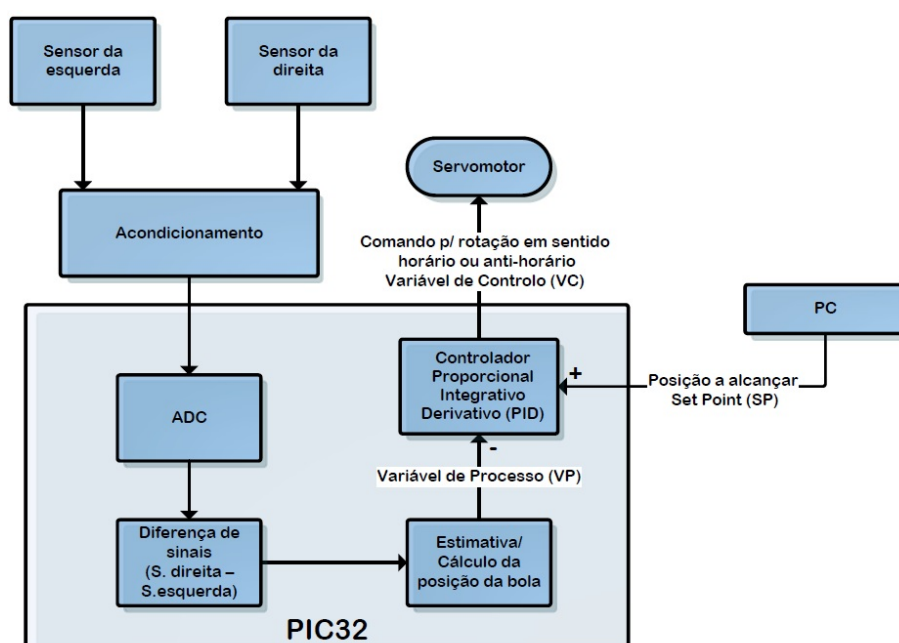 Sensor da
esquerda
Sensor da
direita
Servomotor
Acondicionamento
Comando p/ rotação em sentido
horário ou anti-horário
Variável de Controlo (VC)
PC
Controlador
Proporcional
Integrativo
Derivativo (PID)
+
Posição a alcançar
Set Point (SP)
ADC
-
Variável de Processo (VP)
Diferença de
sinais
(S. direita –
S.esquerda)
Estimativa/
Cálculo da
posição da bola
PIC32